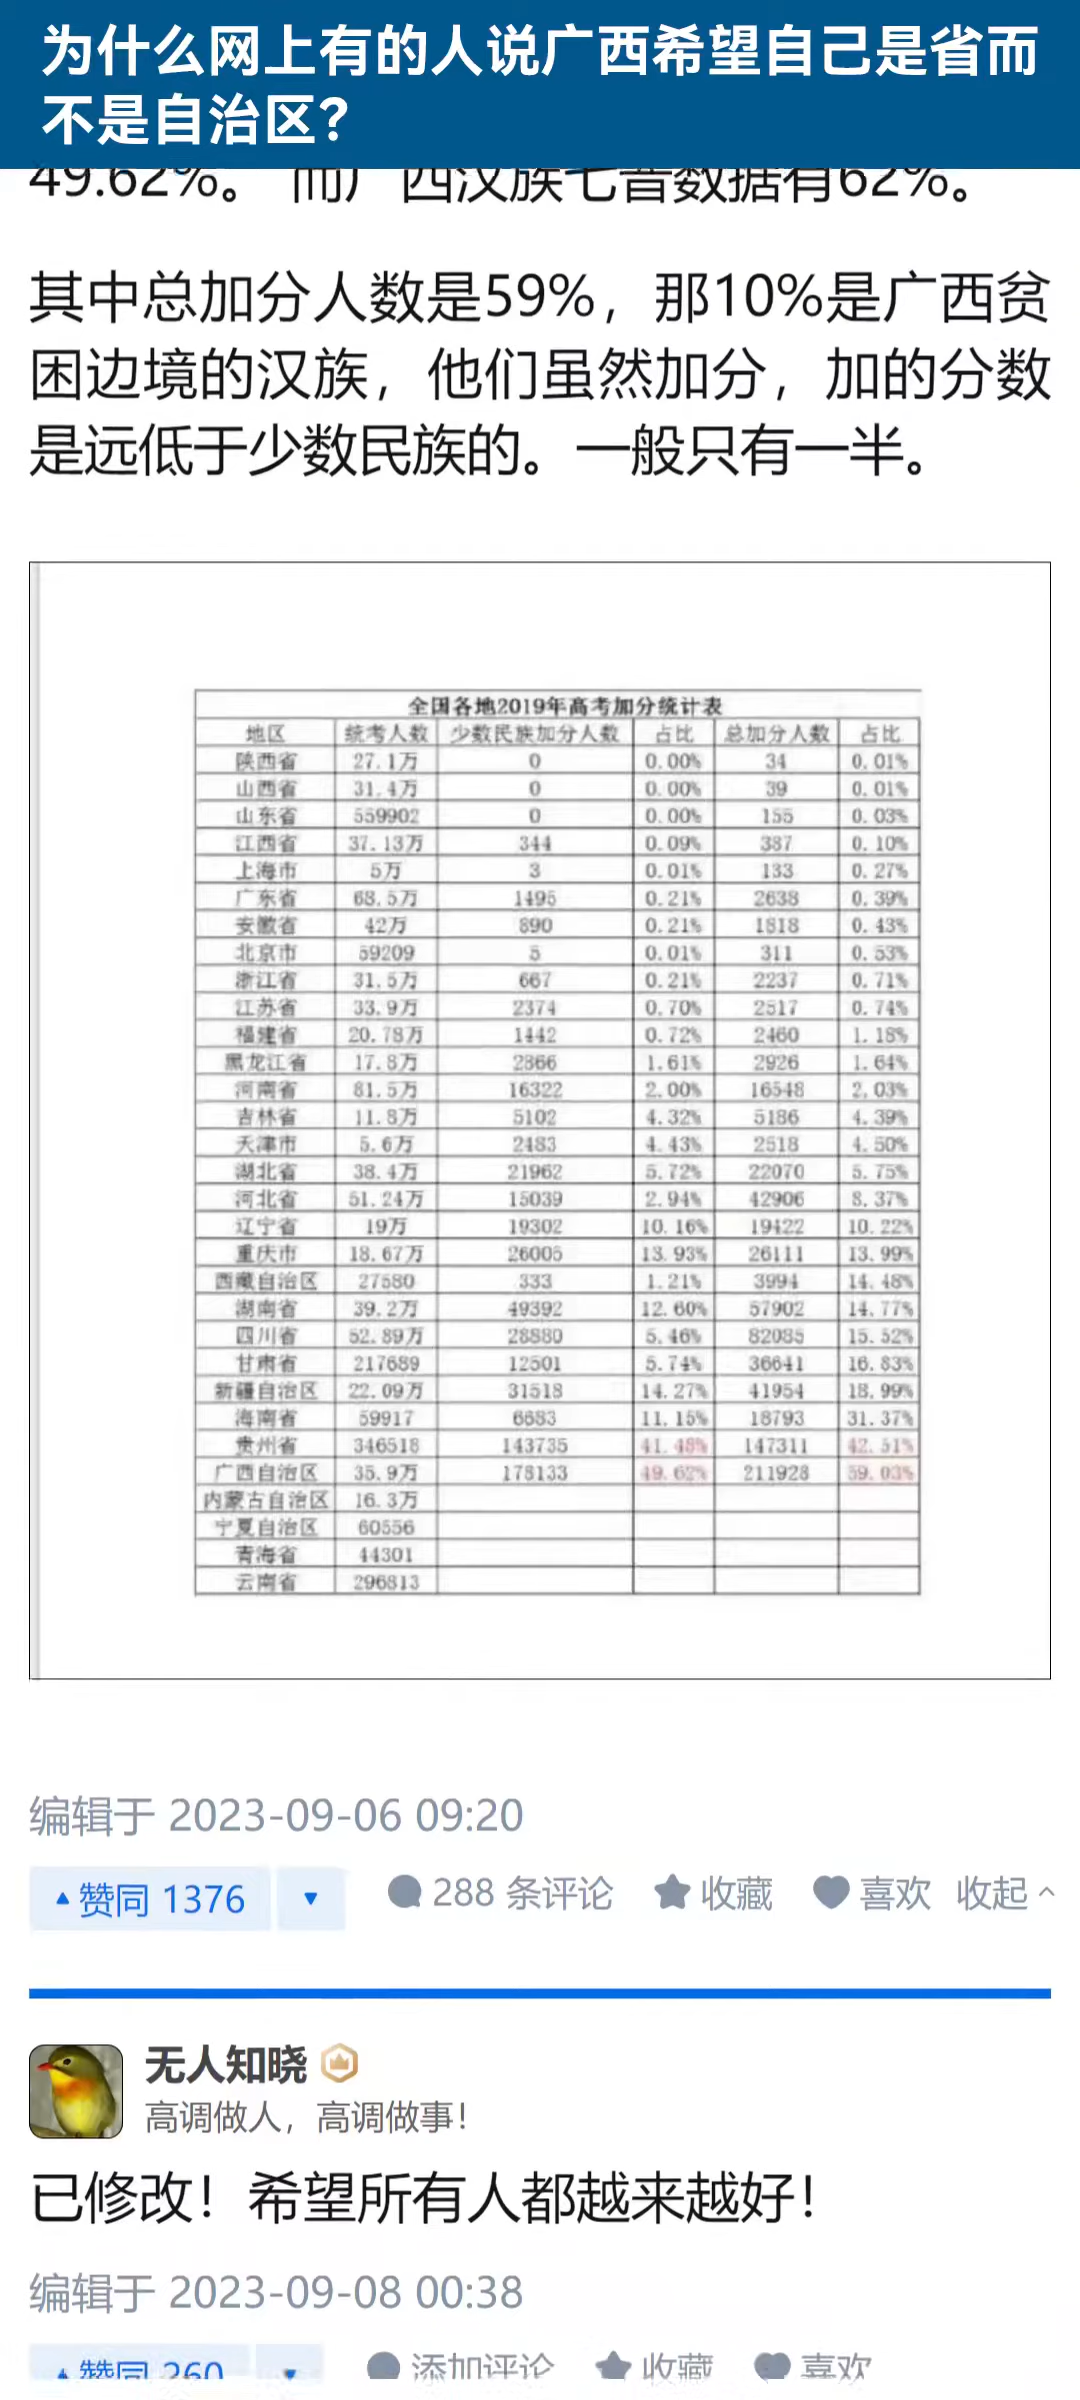 为什么网上有的人说广西希望自己是省而
不是自治区？
49.62%。 而广西汉族七普数据有62%。
其中总加分人数是59%，那10%是广西贫
困边境的汉族，他们虽然加分，加的分数
是远低于少数民族的。一般只有一半。
全国各地2019年高考加分统计表
地区 统考人数 少数民族加分人数 占比 总加分人数 占比
陕西省 27.1万 0 0.00% 34 0.01%
山西省 31.4万 0 0.00% 39 0.01%
山东省 559902 0 0.00% 155 0.03%
江西省 37.13万 344 0.09% 387 0.10%
上海市 5万 3 0.01% 133 0.27%
广东省 68.5万 1495 0.21% 2638 0.39%
安徽省 42万 890 0.21% 1818 0.43%
北京市 59209 5 0.01% 311 0.53%
浙江省 31.5万 667 0.21% 2237 0.71%
江苏省 33.9万 2374 0.70% 2517 0.74%
福建省 20.78万 1442 0.72% 2460 1.18%
黑龙江省 17.8万 2866 1.61% 2926 1.64%
河南省 81.5万 16322 2.00% 16548 2.03%
吉林省 11.8万 5102 4.32% 5186 4.39%
天津市 5.6万 2483 4.43% 2518 4.50%
湖北省 38.4万 21962 5.72% 22070 5.75%
河北省 51.24万 15039 2.94% 42906 8.37%
辽宁省 19万 19302 10.16% 19422 10.22%
重庆市 18.67万 26005 13.93% 26111 13.99%
西藏自治区 27580 333 1.21% 3994 14.48%
湖南省 39.2万 49392 12.60% 57902 14.77%
四川省 52.89万 28880 5.46% 82085 15.52%
甘肃省 217689 12501 5.74% 36641 16.83%
新疆自治区 22.09万 31518 14.27% 41954 18.99%
海南省 59917 6683 11.15% 18793 31.37%
贵州省 346518 143735 41.48% 147311 42.51%
广西自治区 35.9万 178133 49.62% 211928 59.03%
内蒙古自治区 16.3万
宁夏自治区 60556
青海省 44301
云南省 296813
编辑于 2023-09-06 09:20
赞同 1376 288 条评论 收藏 喜欢 收起
无人知晓
高调做人，高调做事！
已修改！希望所有人都越来越好！
编辑于 2023-09-08 00:38
赞同 260 添加评论 收藏 喜欢